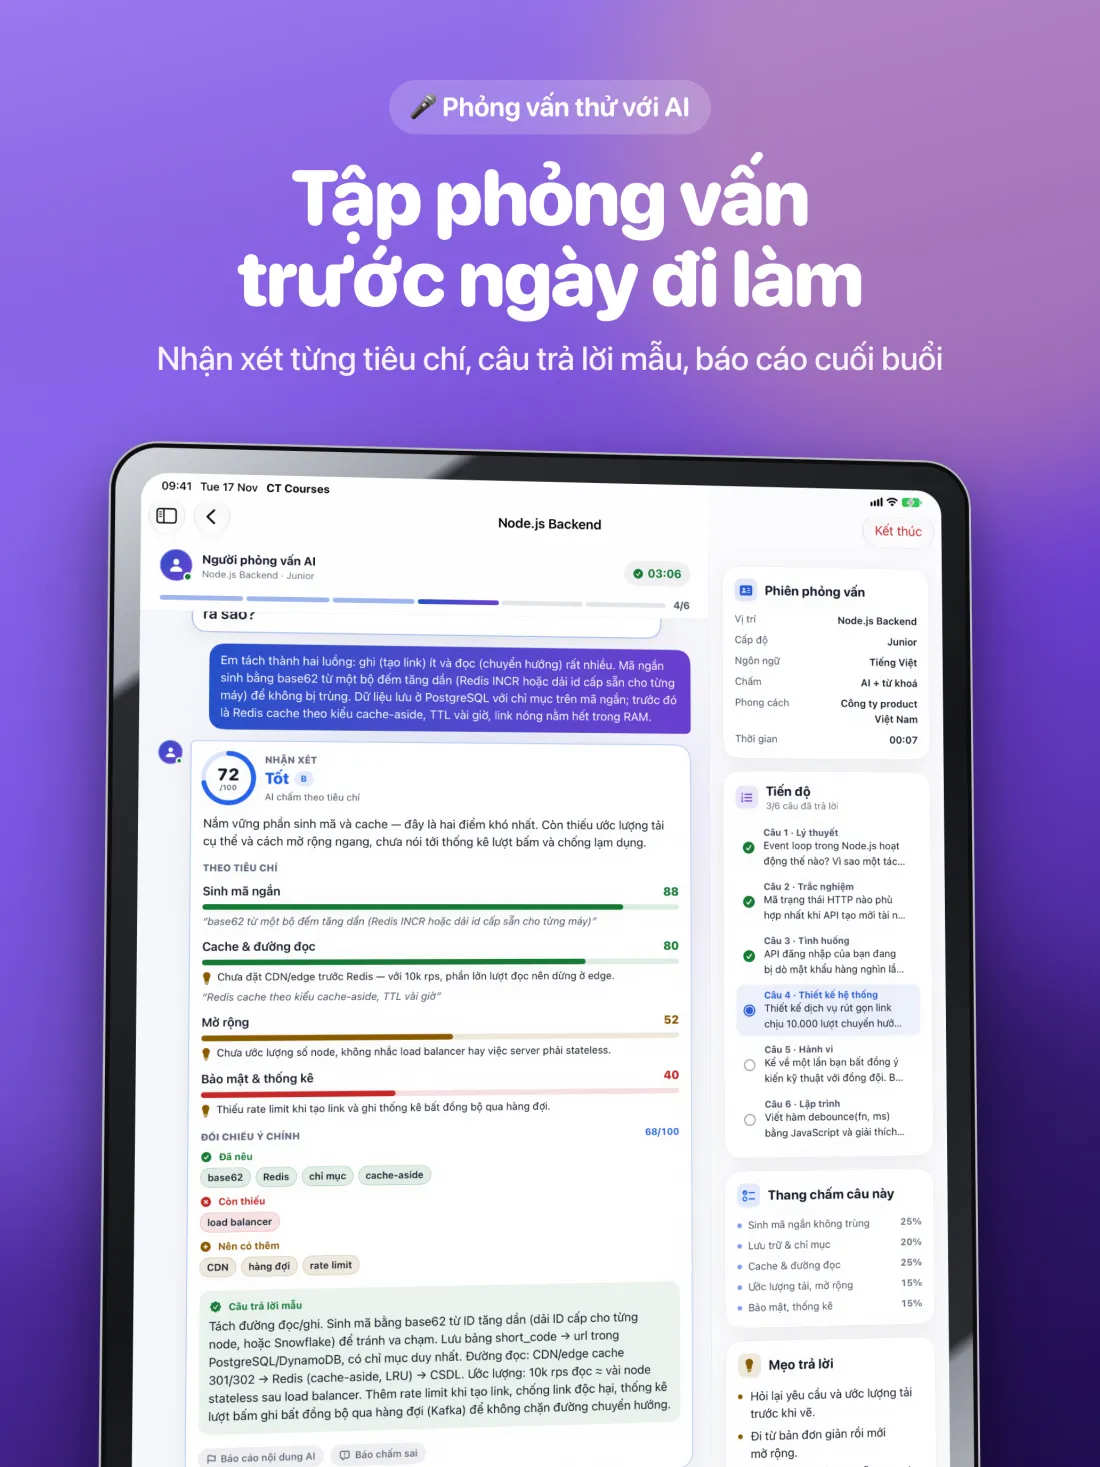 🎤 Phỏng vấn thử với AI
Tập phỏng vấn
trước ngày đi làm
Nhận xét từng tiêu chí, câu trả lời mẫu, báo cáo cuối buổi
09:41 Tue 17 Nov CT Courses
Node.js Backend
Kết thúc
Người phỏng vấn AI
Node.js Backend · Junior
03:06
4/6
ra sao?
Em tách thành hai luồng: ghi (tạo link) ít và đọc (chuyển hướng) rất nhiều. Mã ngắn
sinh bằng base62 từ một bộ đếm tăng dần (Redis INCR hoặc dải id cấp sẵn cho từng
máy) để không bị trùng. Dữ liệu lưu ở PostgreSQL với chỉ mục trên mã ngắn; trước đó
là Redis cache theo kiểu cache-aside, TTL vài giờ, link nóng nằm hết trong RAM.
72
/100
NHẬN XÉT
Tốt B
AI chấm theo tiêu chí
Nắm vững phần sinh mã và cache — đây là hai điểm khó nhất. Còn thiếu ước lượng tải
cụ thể và cách mở rộng ngang, chưa nói tới thống kê lượt bấm và chống lạm dụng.
THEO TIÊU CHÍ
Sinh mã ngắn 88
“base62 từ một bộ đếm tăng dần (Redis INCR hoặc dải id cấp sẵn cho từng máy)”
Cache & đường đọc 80
Chưa đặt CDN/edge trước Redis — với 10k rps, phần lớn lượt đọc nên dừng ở edge.
“Redis cache theo kiểu cache-aside, TTL vài giờ”
Mở rộng 52
Chưa ước lượng số node, không nhắc load balancer hay việc server phải stateless.
Bảo mật & thống kê 40
Thiếu rate limit khi tạo link và ghi thống kê bất đồng bộ qua hàng đợi.
ĐỐI CHIẾU Ý CHÍNH 68/100
Đã nêu
base62 Redis chỉ mục cache-aside
Còn thiếu
load balancer
Nên có thêm
CDN hàng đợi rate limit
Câu trả lời mẫu
Tách đường đọc/ghi. Sinh mã bằng base62 từ ID tăng dần (dải ID cấp cho từng
node, hoặc Snowflake) để tránh va chạm. Lưu bảng short_code → url trong
PostgreSQL/DynamoDB, có chỉ mục duy nhất. Đường đọc: CDN/edge cache
301/302 → Redis (cache-aside, LRU) → CSDL. Ước lượng: 10k rps đọc ≈ vài node
stateless sau load balancer. Thêm rate limit khi tạo link, chống link độc hại, thống kê
lượt bấm ghi bất đồng bộ qua hàng đợi (Kafka) để không chặn đường chuyển hướng.
Báo cáo nội dung AI Báo chấm sai
Phiên phỏng vấn
Vị trí Node.js Backend
Cấp độ Junior
Ngôn ngữ Tiếng Việt
Chấm AI + từ khoá
Phong cách Công ty product
Việt Nam
Thời gian 00:07
Tiến độ
3/6 câu đã trả lời
Câu 1 · Lý thuyết
Event loop trong Node.js hoạt
động thế nào? Vì sao một tác...
Câu 2 · Trắc nghiệm
Mã trạng thái HTTP nào phù
hợp nhất khi API tạo mới tài n...
Câu 3 · Tình huống
API đăng nhập của bạn đang
bị dò mật khẩu hàng nghìn lầ...
Câu 4 · Thiết kế hệ thống
Thiết kế dịch vụ rút gọn link
chịu 10.000 lượt chuyển hướ...
Câu 5 · Hành vi
Kể về một lần bạn bất đồng ý
kiến kỹ thuật với đồng đội. B...
Câu 6 · Lập trình
Viết hàm debounce(fn, ms)
bằng JavaScript và giải thích...
Thang chấm câu này
Sinh mã ngắn không trùng 25%
Lưu trữ & chỉ mục 20%
Cache & đường đọc 25%
Ước lượng tải, mở rộng 15%
Bảo mật, thống kê 15%
Mẹo trả lời
Hỏi lại yêu cầu và ước lượng tải
trước khi vẽ.
Đi từ bản đơn giản rồi mới
mở rộng.